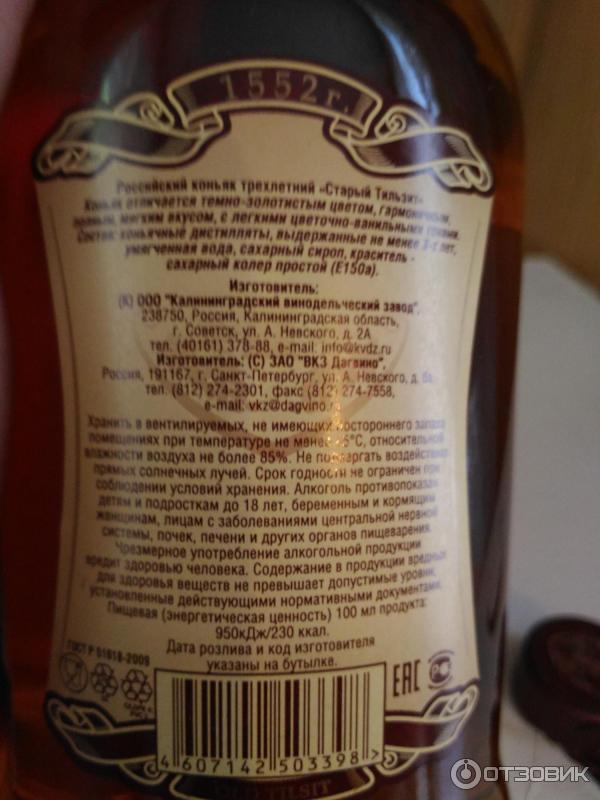 1552г.
Российский коньяк трехлетний «Старый Тильзит»
Коньяк отличается темно-золотистым цветом, гармоничным,
полным, мягким вкусом, с легкими цветочно-ванильными тонами.
Состав: коньячные дистилляты, выдержанные не менее 3-х лет,
умягченная вода, сахарный сироп, краситель -
сахарный колер простой (Е150а).
Изготовитель:
(К) ООО "Калининградский винодельческий завод",
238750, Россия, Калининградская область,
г. Советск, ул. А. Невского, д. 2А
тел. (40161) 378-88, e-mail. info@kvdz.ru
Изготовитель: (С) ЗАО "ВКЗ Дагвино",
Россия, 191167, г. Санкт-Петербург, ул. А. Невского, д.
тел. (812) 274-2301, факс (812) 274-7558,
e-mail: vkz@dagvino.ru
Хранить в вентилируемых, не имеющих постороннего запаха
помещениях при температуре не менее 5°С, относительной
влажности воздуха не более 85%. Не подвергать воздействию
прямых солнечных лучей. Срок годности не ограничен при
соблюдении условий хранения. Алкоголь противопоказан
детям и подросткам до 18 лет, беременным и кормящим
женщинам, лицам с заболеваниями центральной нервной
системы, почек, печени и других органов пищеварения.
Чрезмерное употребление алкогольной продукции
вредит здоровью человека. Содержание в продукции вредных
для здоровья веществ не превышает допустимые уровни,
установленные действующими нормативными документами.
Пищевая (энергетическая ценность) 100 мл продукта:
950кДж/230 ккал.
Дата розлива и код изготовителя
указаны на бутылке.
ГОСТ Р 51618-2009
ЕАС
4 607142 503398 >
OLD TILSIT
ОТЗОВИК